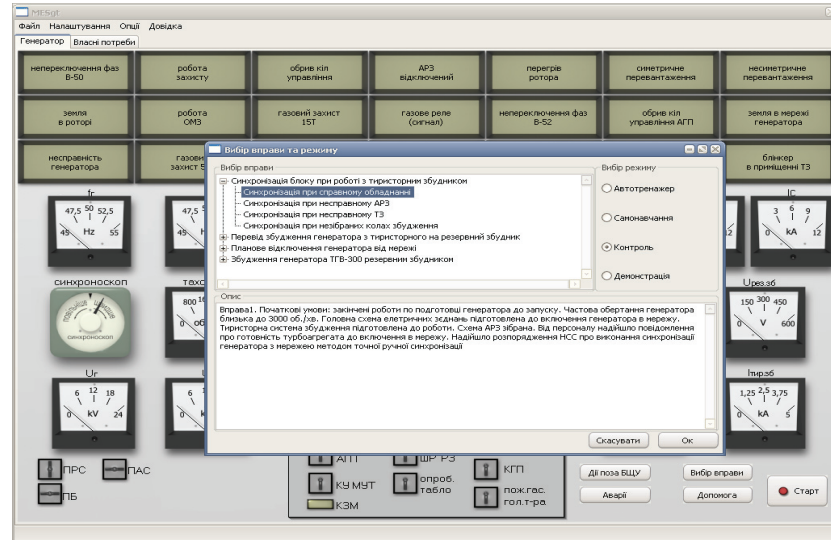 MESgt
Файл Налаштування Опції Довідка
Генератор Власні потреби
непереключення фаз В-50
робота захисту
обрив кіл управління
АРЗ відключений
перегрів ротора
симетричне перевантаження
несиметричне перевантаження
земля в роторі
робота ОМЗ
газовий захист 15Т
газове реле (сигнал)
непереключення фаз В-52
обрив кіл управління АГП
земля в мережі генератора
несправність генератора
блінкер в приміщенні ТЗ
Вибір вправи та режиму
Вибір вправи
Синхронізація блоку при роботі з тиристорним збудником
Синхронізація при справному обладнанні
Синхронізація при несправному АРЗ
Синхронізація при несправному ТЗ
Синхронізація при незібраних колах збудження
Перевід збудження генератора з тиристорного на резервний збудник
Планове відключення генератора від мережі
Збудження генератора ТГВ-300 резервним збудником
Вибір режиму
Автотренажер
Самонавчання
Контроль
Демонстрація
Опис
Вправа1. Початкові умови: закінчені роботи по подготовці генератора до запуску. Частова обертання генератора
близька до 3000 об./хв. Головна схема елетричних зєднань підготовлена до включення генератора в мережу.
Тиристорна система збудження підготовлена до роботи. Схема АРЗ зібрана. Від персоналу надійшло повідомлення
про готовність турбоагрегата до включення в мережу. Надійшло розпорядження НСС про виконання синхронізації
генератора з мережею методом точної ручної синхронізації
Скасувати Ок
fг
47,5 50 52,5
45 Hz 55
IC
3 6 9
kA 12
синхроноскоп
Uрез.зб
150 300 450
0 V 600
Uг
6 12 18
0 kV 24
Iтир.зб
1,25 2,5 3,75
0 kA 5
ПРС ПАС
ПБ
АГП ШР РЗ
КУ МУТ
опроб. табло
КЗМ
КГП
пож.гас. гол.т-ра
Дії поза БЩУ Вибір вправи
Аварії Допомога
Старт